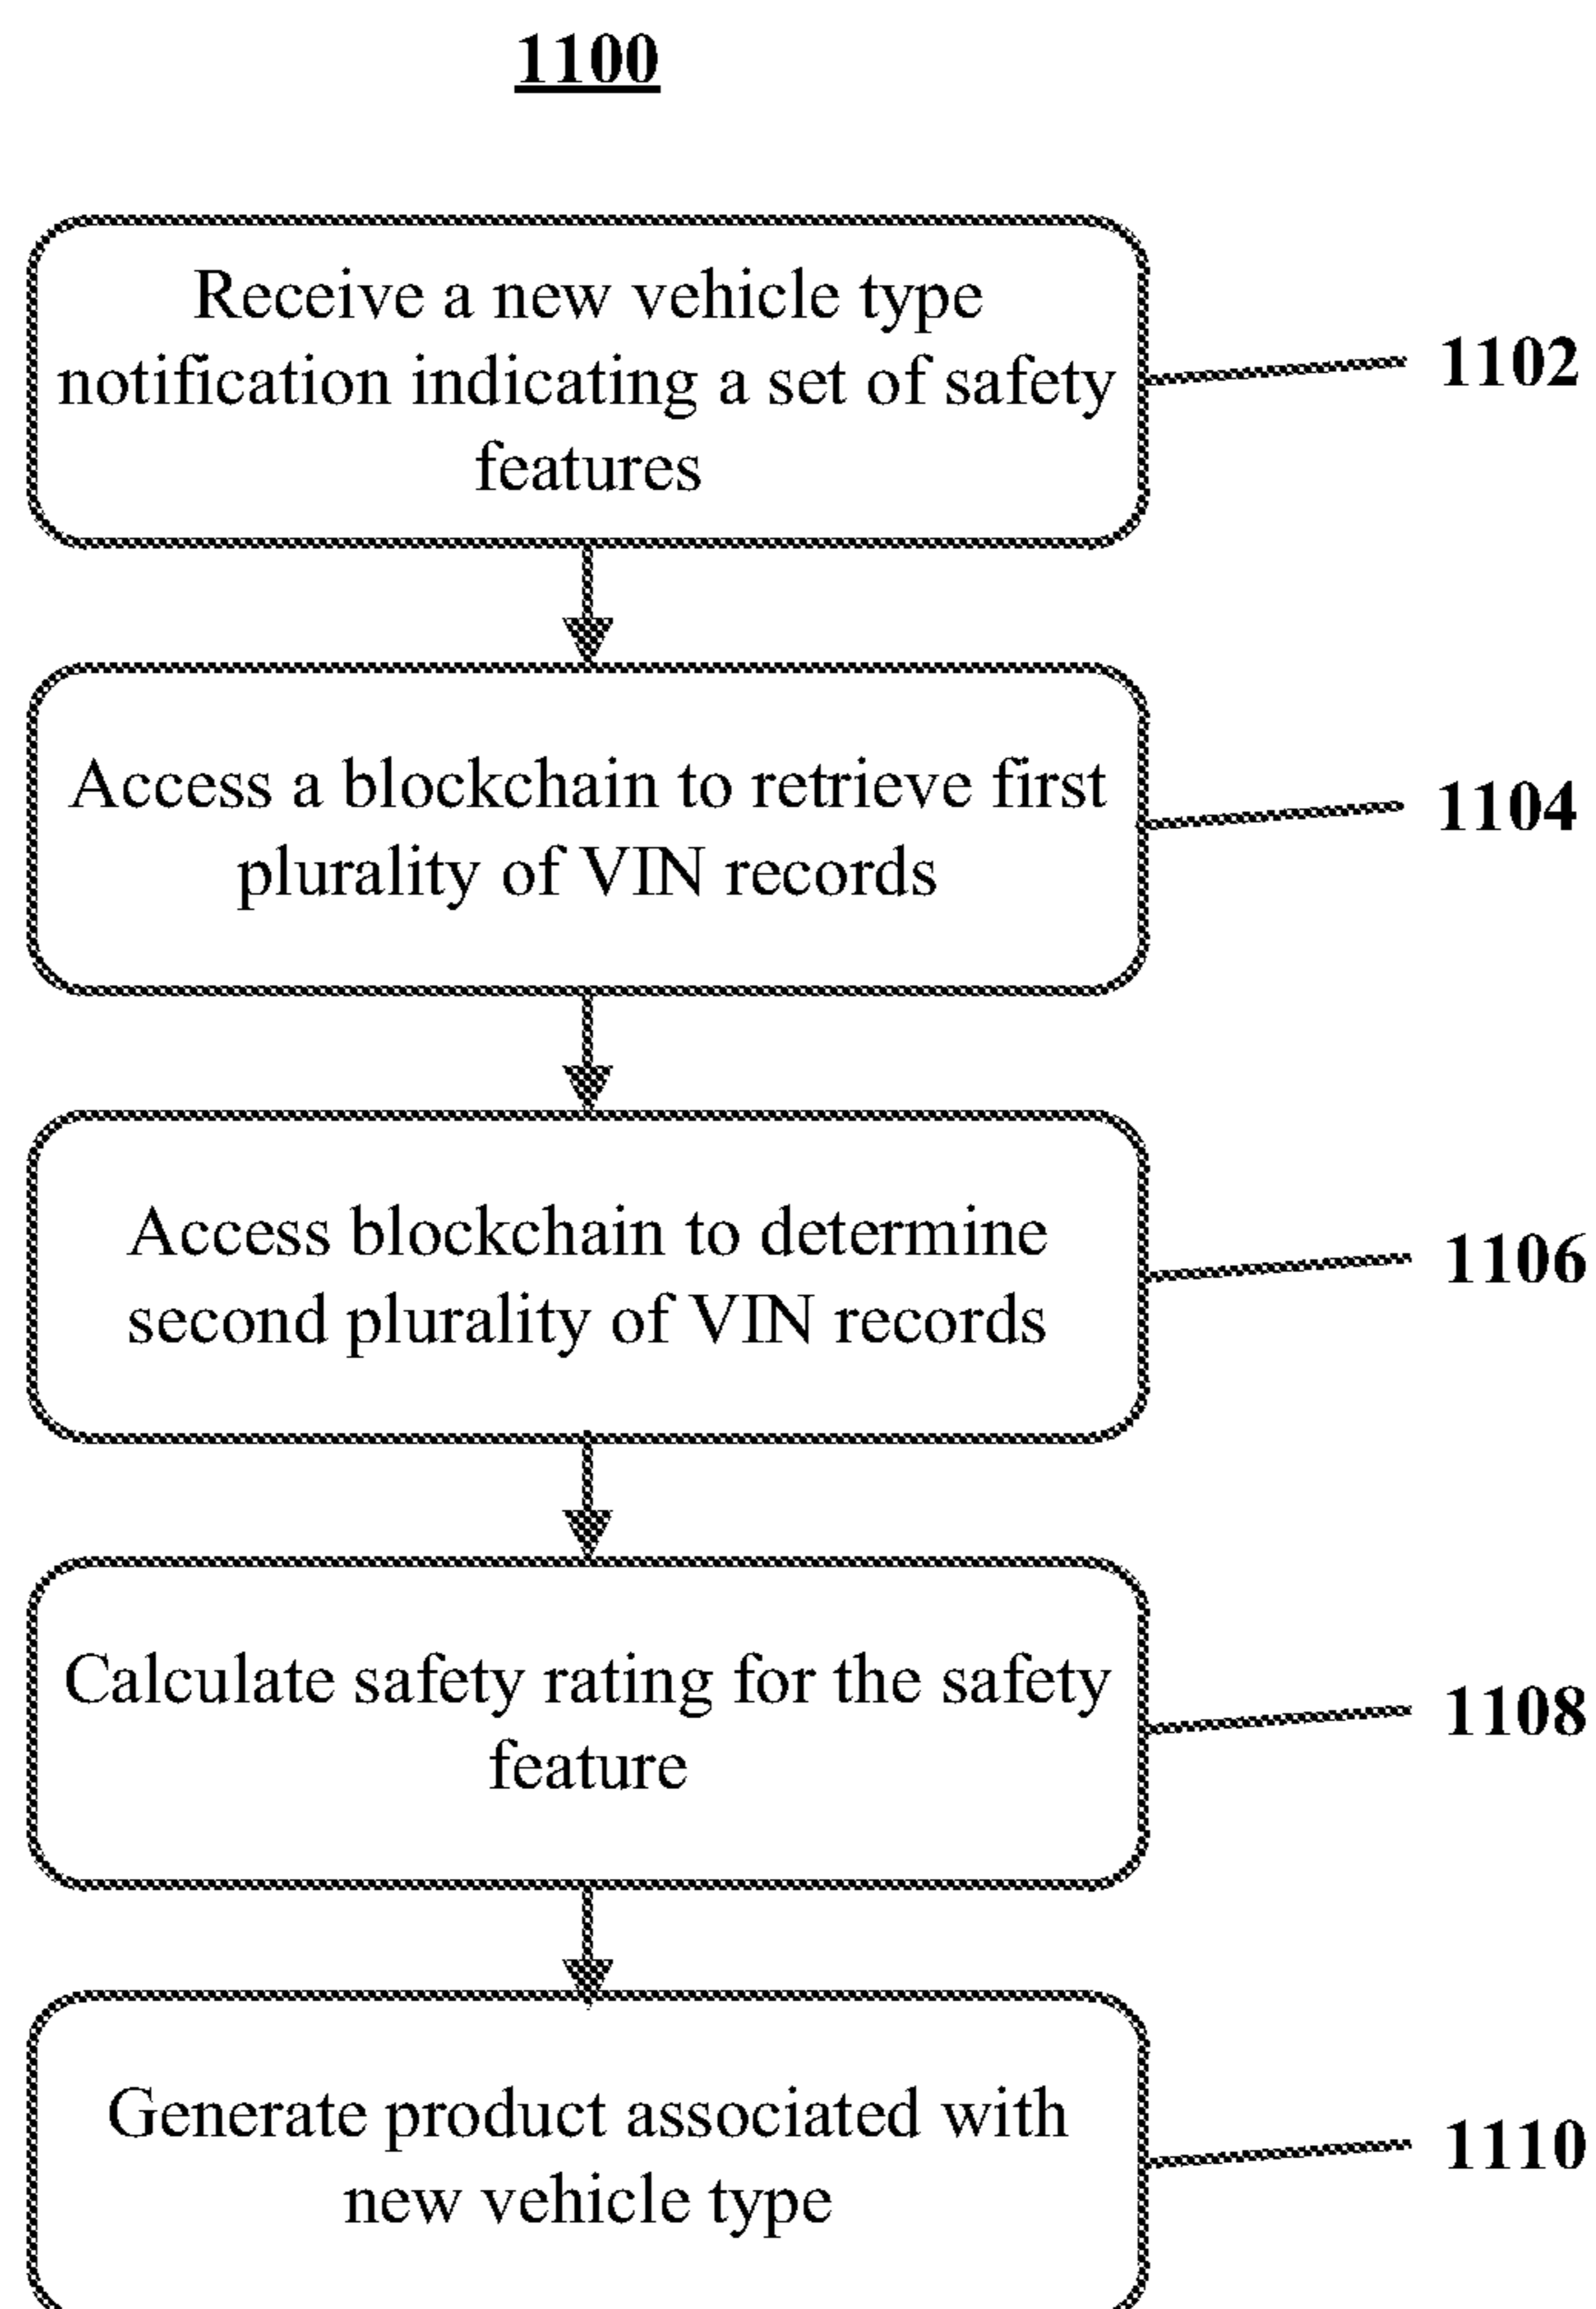 1100
Receive a new vehicle type
notification indicating a set of safety
features
1102
Access a blockchain to retrieve first
plurality of VIN records
1104
Access blockchain to determine
second plurality of VIN records
1106
Calculate safety rating for the safety
feature
1108
Generate product associated with
new vehicle type
1110